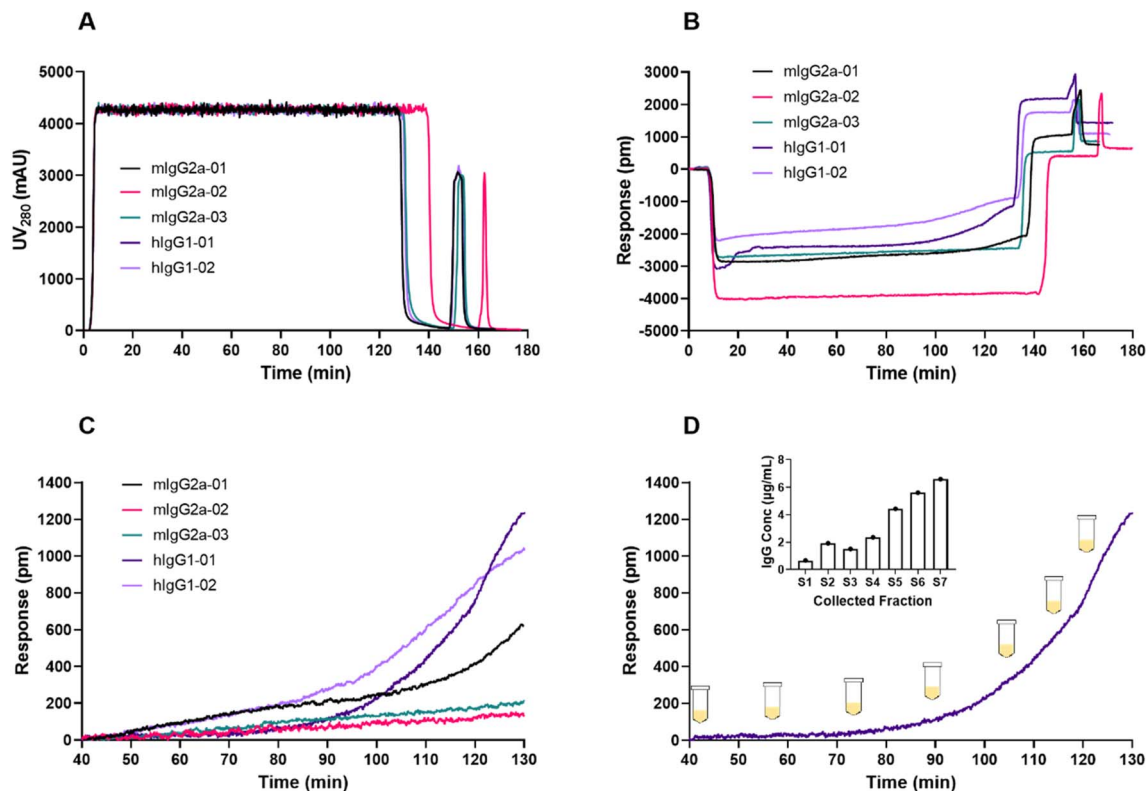 A
UV280 (mAU)
5000
4000
3000
2000
1000
0
mIgG2a-01
mIgG2a-02
mIgG2a-03
hIgG1-01
hIgG1-02
0 20 40 60 80 100 120 140 160 180
Time (min)
B
Response (pm)
3000
2000
1000
0
-1000
-2000
-3000
-4000
-5000
mIgG2a-01
mIgG2a-02
mIgG2a-03
hIgG1-01
hIgG1-02
0 20 40 60 80 100 120 140 160 180
Time (min)
C
Response (pm)
1400
1200
1000
800
600
400
200
0
mIgG2a-01
mIgG2a-02
mIgG2a-03
hIgG1-01
hIgG1-02
40 50 60 70 80 90 100 110 120 130
Time (min)
D
Response (pm)
1400
1200
1000
800
600
400
200
0
IgG Conc (µg/mL)
8
6
4
2
0
S1 S2 S3 S4 S5 S6 S7
Collected Fraction
40 50 60 70 80 90 100 110 120 130
Time (min)